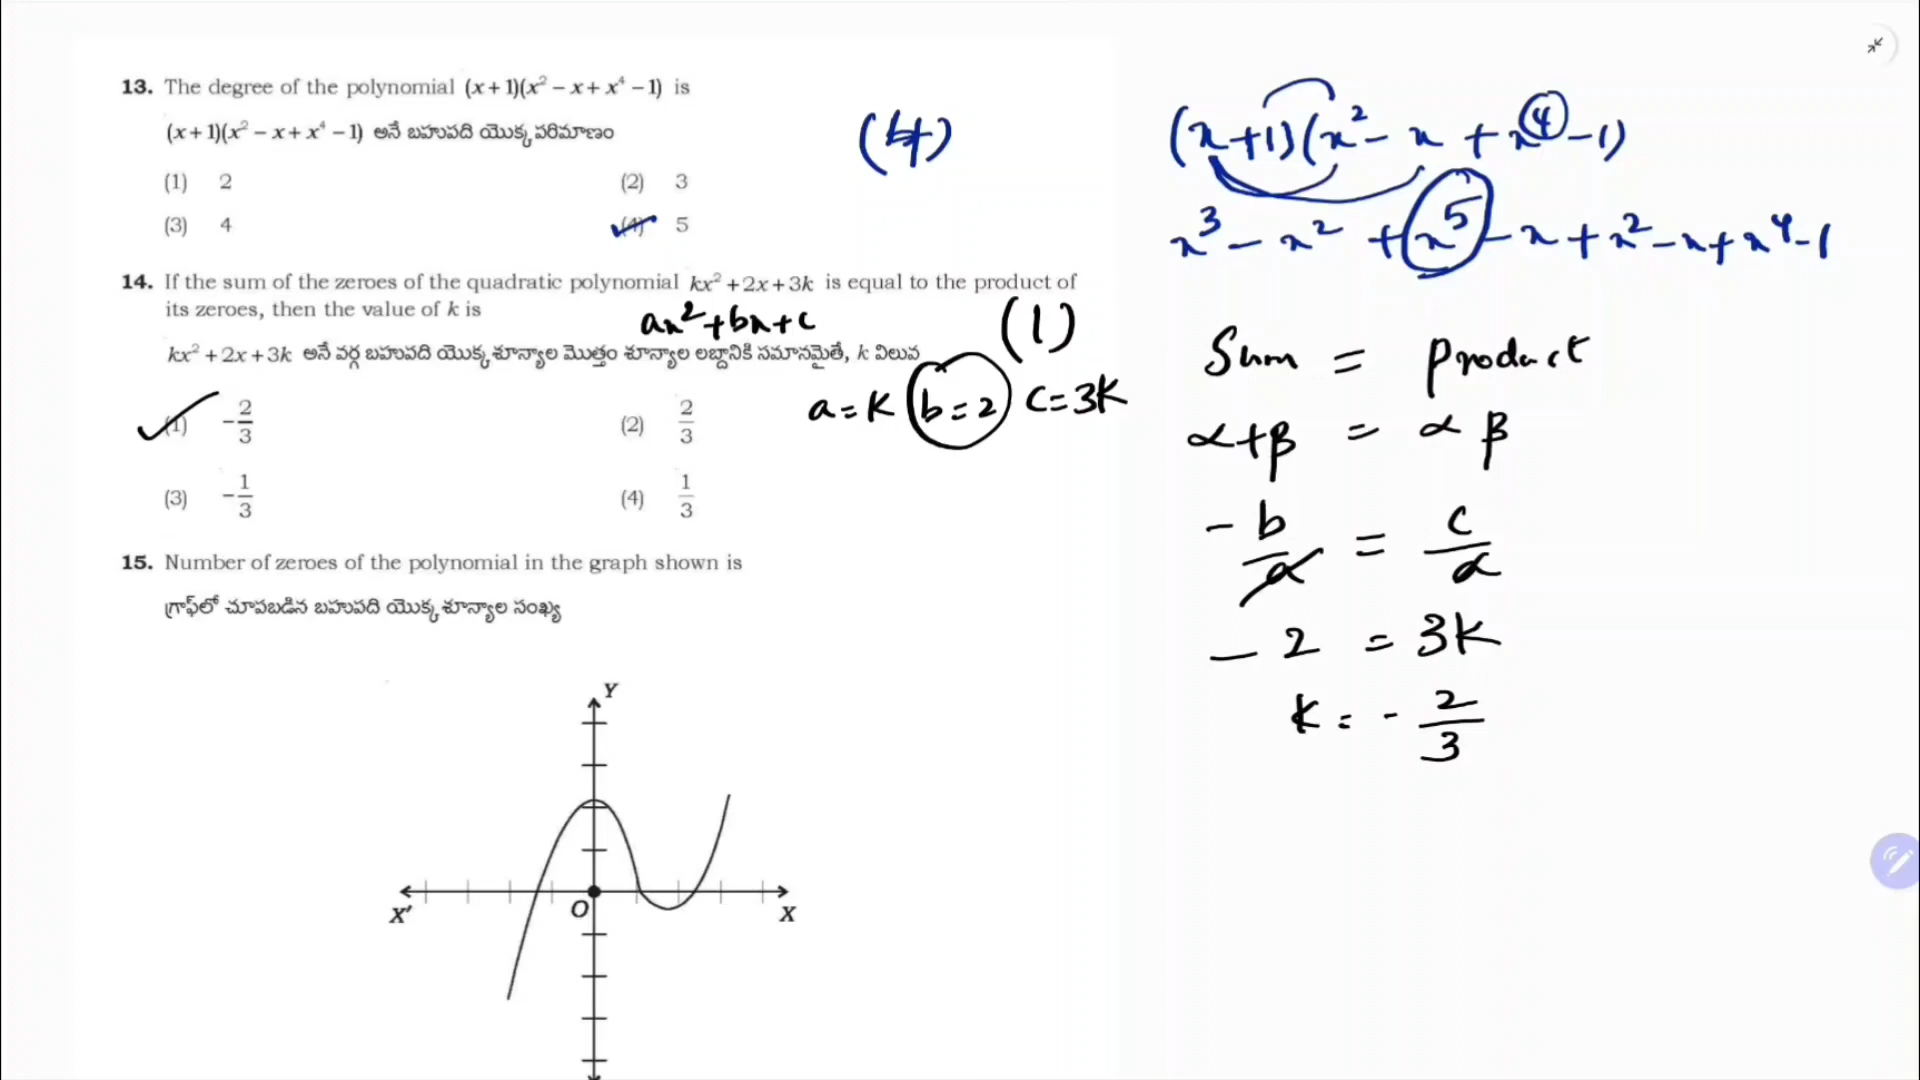 13. The degree of the polynomial (x+1)(x² − x + x⁴ − 1) is
(x+1)(x² − x + x⁴ − 1) అనే బహుపది యొక్క పరిమాణం
(1) 2
(2) 3
(3) 4
(4) 5
(4)
14. If the sum of the zeroes of the quadratic polynomial kx² + 2x + 3k is equal to the product of
its zeroes, then the value of k is
ax² + bx + c
(1)
kx² + 2x + 3k అనే వర్గ బహుపది యొక్క శూన్యాల మొత్తం శూన్యాల లబ్దానికి సమానమైతే, k విలువ
a = K b = 2 C = 3K
(1) −2/3
(2) 2/3
(3) −1/3
(4) 1/3
15. Number of zeroes of the polynomial in the graph shown is
గ్రాఫ్‌లో చూపబడిన బహుపది యొక్క శూన్యాల సంఖ్య
Y
X′
O
X
(x+1)(x² − x + x⁴ − 1)
x³ − x² + x⁵ − x + x² − x + x⁴ − 1
Sum = product
α+β = αβ
−b/a = c/a
−2 = 3K
K = −2/3